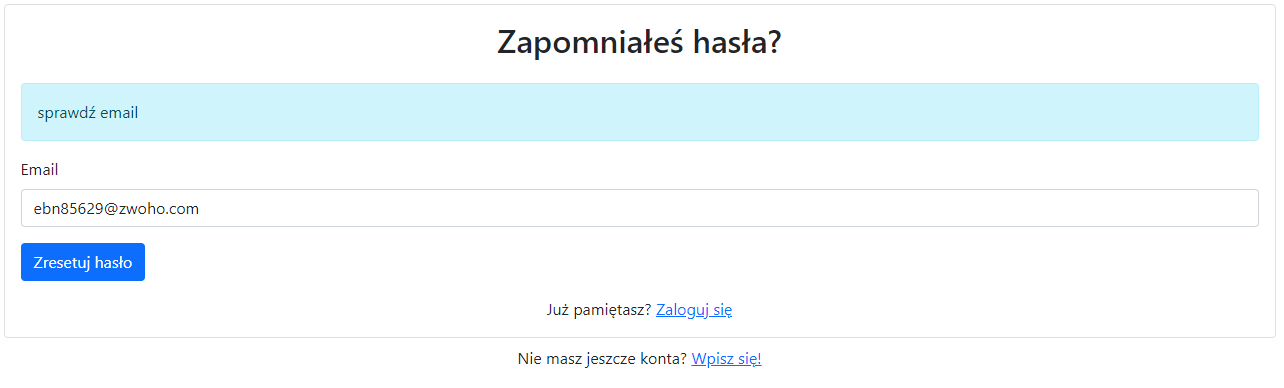 Zapomniałeś hasła?
sprawdź email
Email
ebn85629@zwoho.com
Zresetuj hasło
Już pamiętasz? Zaloguj się
Nie masz jeszcze konta? Wpisz się!